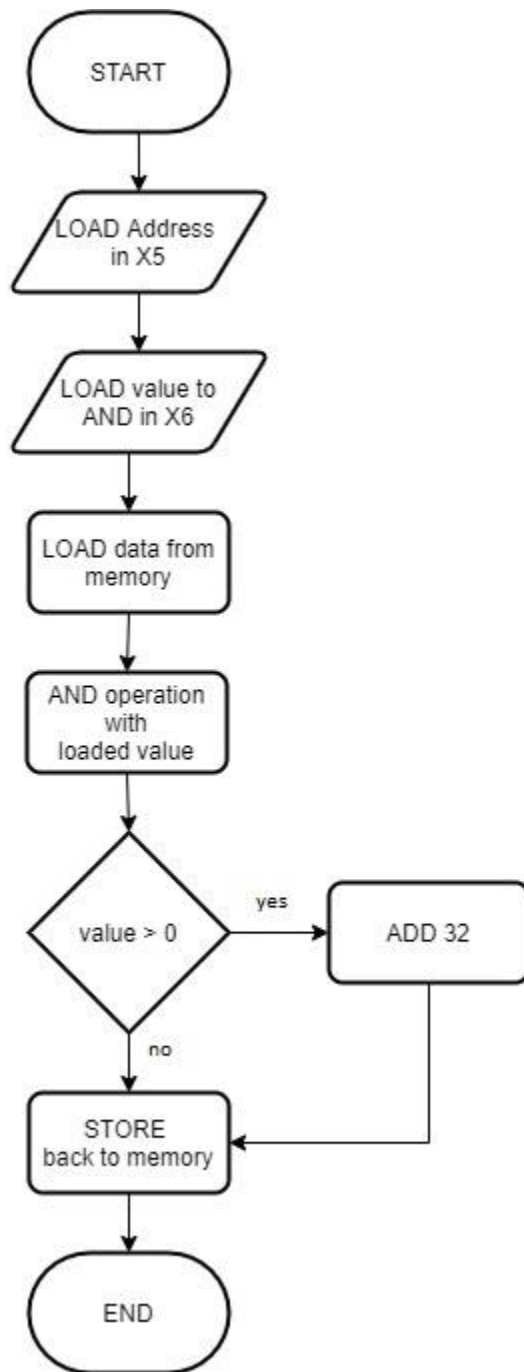 START
LOAD Address
in X5
LOAD value to
AND in X6
LOAD data from
memory
AND operation
with
loaded value
value > 0
yes
ADD 32
no
STORE
back to memory
END